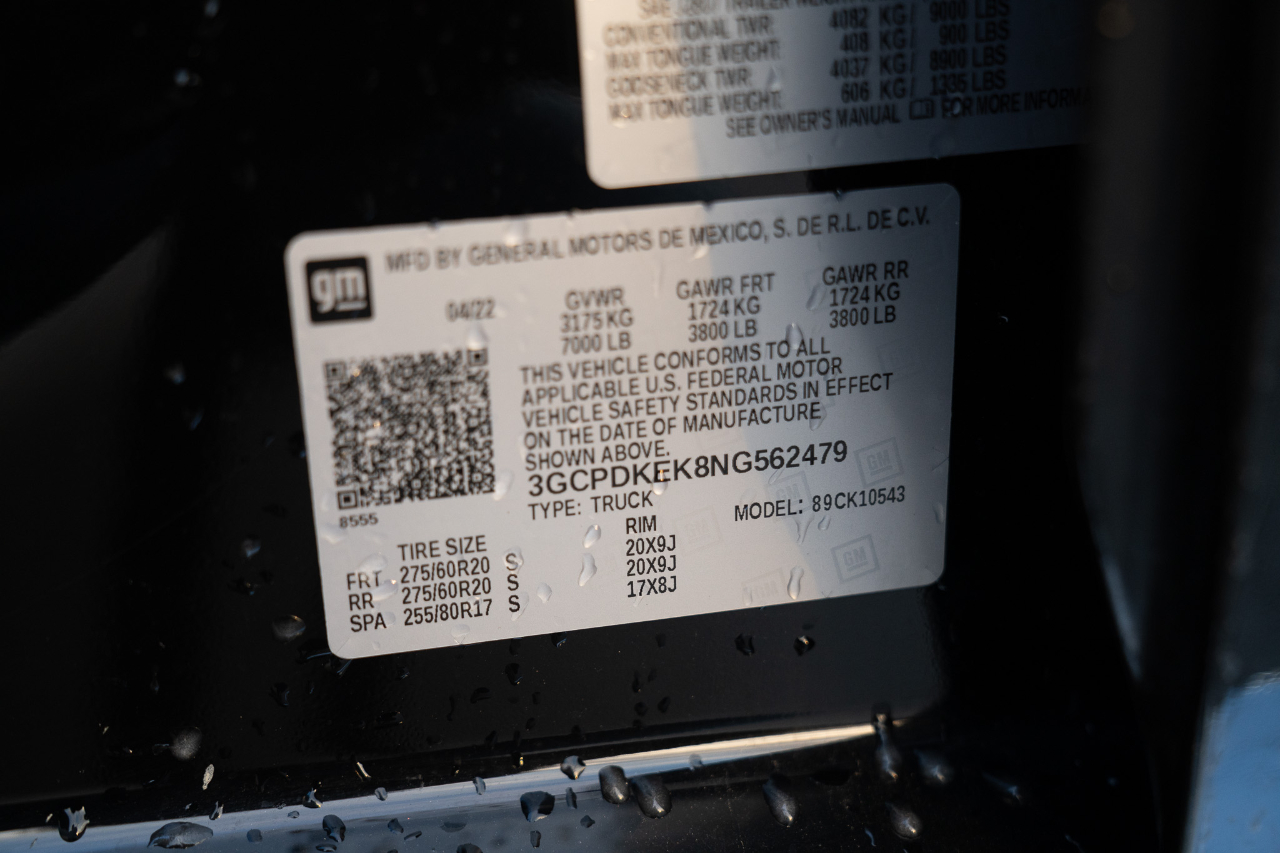 CONVENTIONAL TWR: 4082 KG/ 9000 LBS
MAX TONGUE WEIGHT: 408 KG/ 900 LBS
GOOSENECK TWR: 4037 KG/ 8900 LBS
MAX TONGUE WEIGHT: 606 KG/ 1335 LBS
SEE OWNER'S MANUAL FOR MORE
gm
MFD BY GENERAL MOTORS DE MEXICO, S. DE R.L. DE C.V.
04/22 GVWR GAWR FRT GAWR RR
3175 KG 1724 KG 1724 KG
7000 LB 3800 LB 3800 LB
THIS VEHICLE CONFORMS TO ALL
APPLICABLE U.S. FEDERAL MOTOR
VEHICLE SAFETY STANDARDS IN EFFECT
ON THE DATE OF MANUFACTURE
SHOWN ABOVE.
3GCPDKEK8NG562479
8555
TYPE: TRUCK MODEL: 89CK10543
TIRE SIZE RIM
FRT 275/60R20 S 20X9J
RR 275/60R20 S 20X9J
SPA 255/80R17 S 17X8J
GM
GM